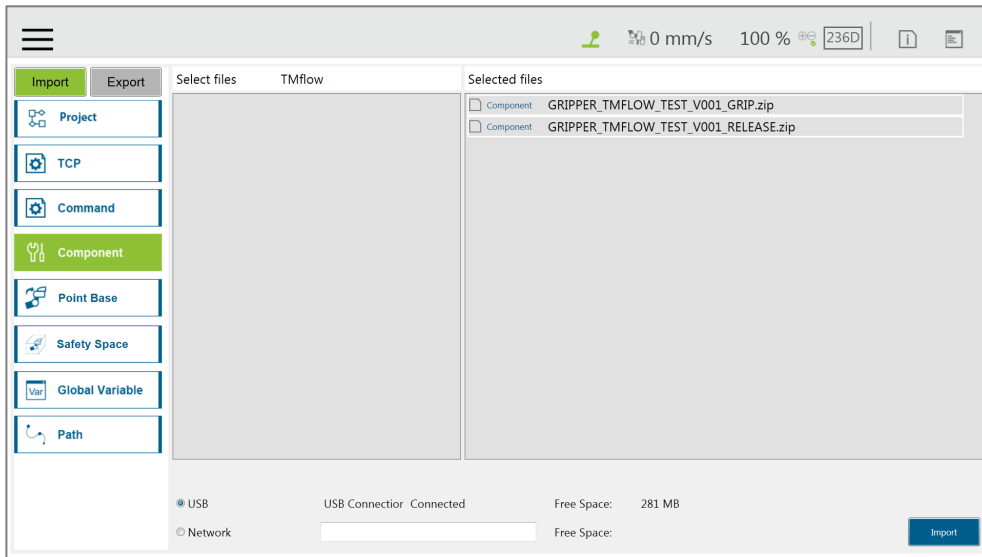 0 mm/s 100 % 236D
Import Export Select files TMflow Selected files
Project
TCP
Command
Component
Point Base
Safety Space
Var Global Variable
Path
Component GRIPPER_TMFLOW_TEST_V001_GRIP.zip
Component GRIPPER_TMFLOW_TEST_V001_RELEASE.zip
USB USB Connectior Connected Free Space: 281 MB
Network Free Space:
Import